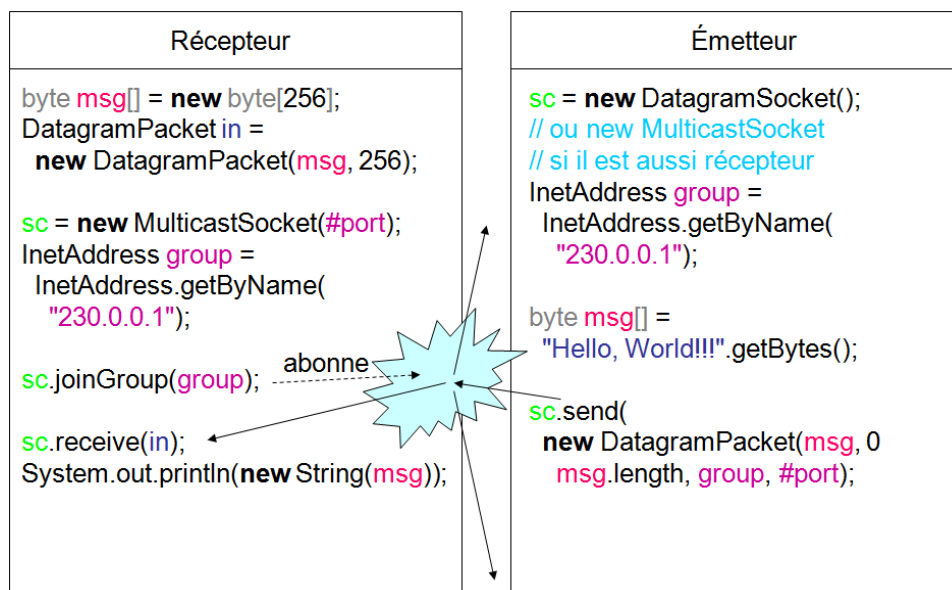 Récepteur
byte msg[] = new byte[256];
DatagramPacket in =
new DatagramPacket(msg, 256);
sc = new MulticastSocket(#port);
InetAddress group =
InetAddress.getByName(
"230.0.0.1");
sc.joinGroup(group);
abonne
sc.receive(in);
System.out.println(new String(msg));
Émetteur
sc = new DatagramSocket();
// ou new MulticastSocket
// si il est aussi récepteur
InetAddress group =
InetAddress.getByName(
"230.0.0.1");
byte msg[] =
"Hello, World!!!".getBytes();
sc.send(
new DatagramPacket(msg, 0
msg.length, group, #port);